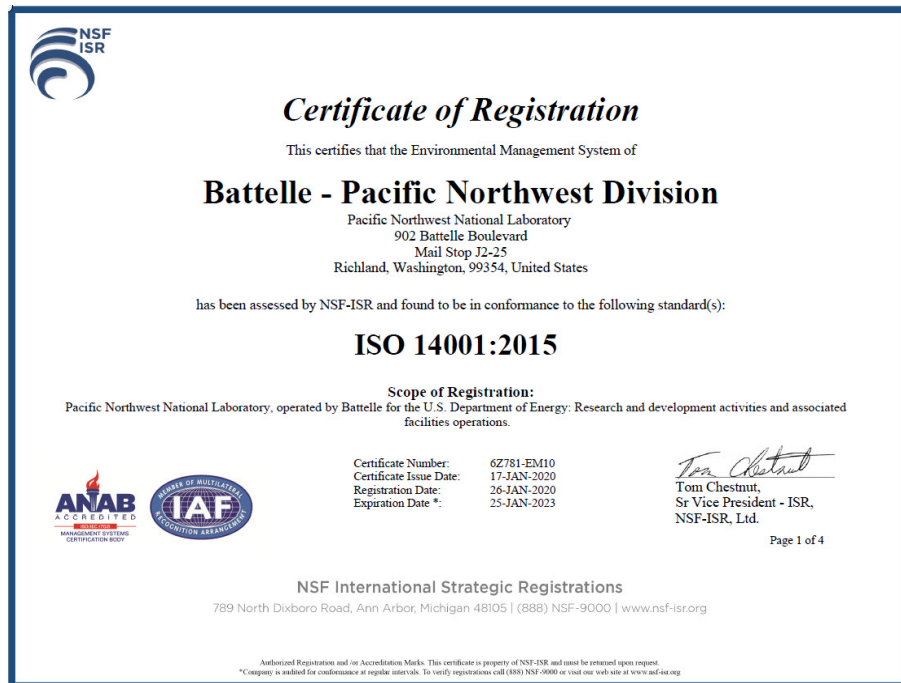 NSF
ISR
Certificate of Registration
This certifies that the Environmental Management System of
Battelle - Pacific Northwest Division
Pacific Northwest National Laboratory
902 Battelle Boulevard
Mail Stop J2-25
Richland, Washington, 99354, United States
has been assessed by NSF-ISR and found to be in conformance to the following standard(s):
ISO 14001:2015
Scope of Registration:
Pacific Northwest National Laboratory, operated by Battelle for the U.S. Department of Energy: Research and development activities and associated
facilities operations.
Certificate Number: 6Z781-EM10
Certificate Issue Date: 17-JAN-2020
Registration Date: 26-JAN-2020
Expiration Date *: 25-JAN-2023
ANAB
ACCREDITED
ISO/IEC 17021
MANAGEMENT SYSTEMS
CERTIFICATION BODY
MEMBER OF MULTILATERAL
IAF
RECOGNITION ARRANGEMENT
Tom Chestnut
Tom Chestnut,
Sr Vice President - ISR,
NSF-ISR, Ltd.
Page 1 of 4
NSF International Strategic Registrations
789 North Dixboro Road, Ann Arbor, Michigan 48105 | (888) NSF-9000 | www.nsf-isr.org
Authorized Registration and /or Accreditation Marks. This certificate is property of NSF-ISR and must be returned upon request.
*Company is audited for conformance at regular intervals. To verify registrations call (888) NSF-9000 or visit our web site at www.nsf-isr.org